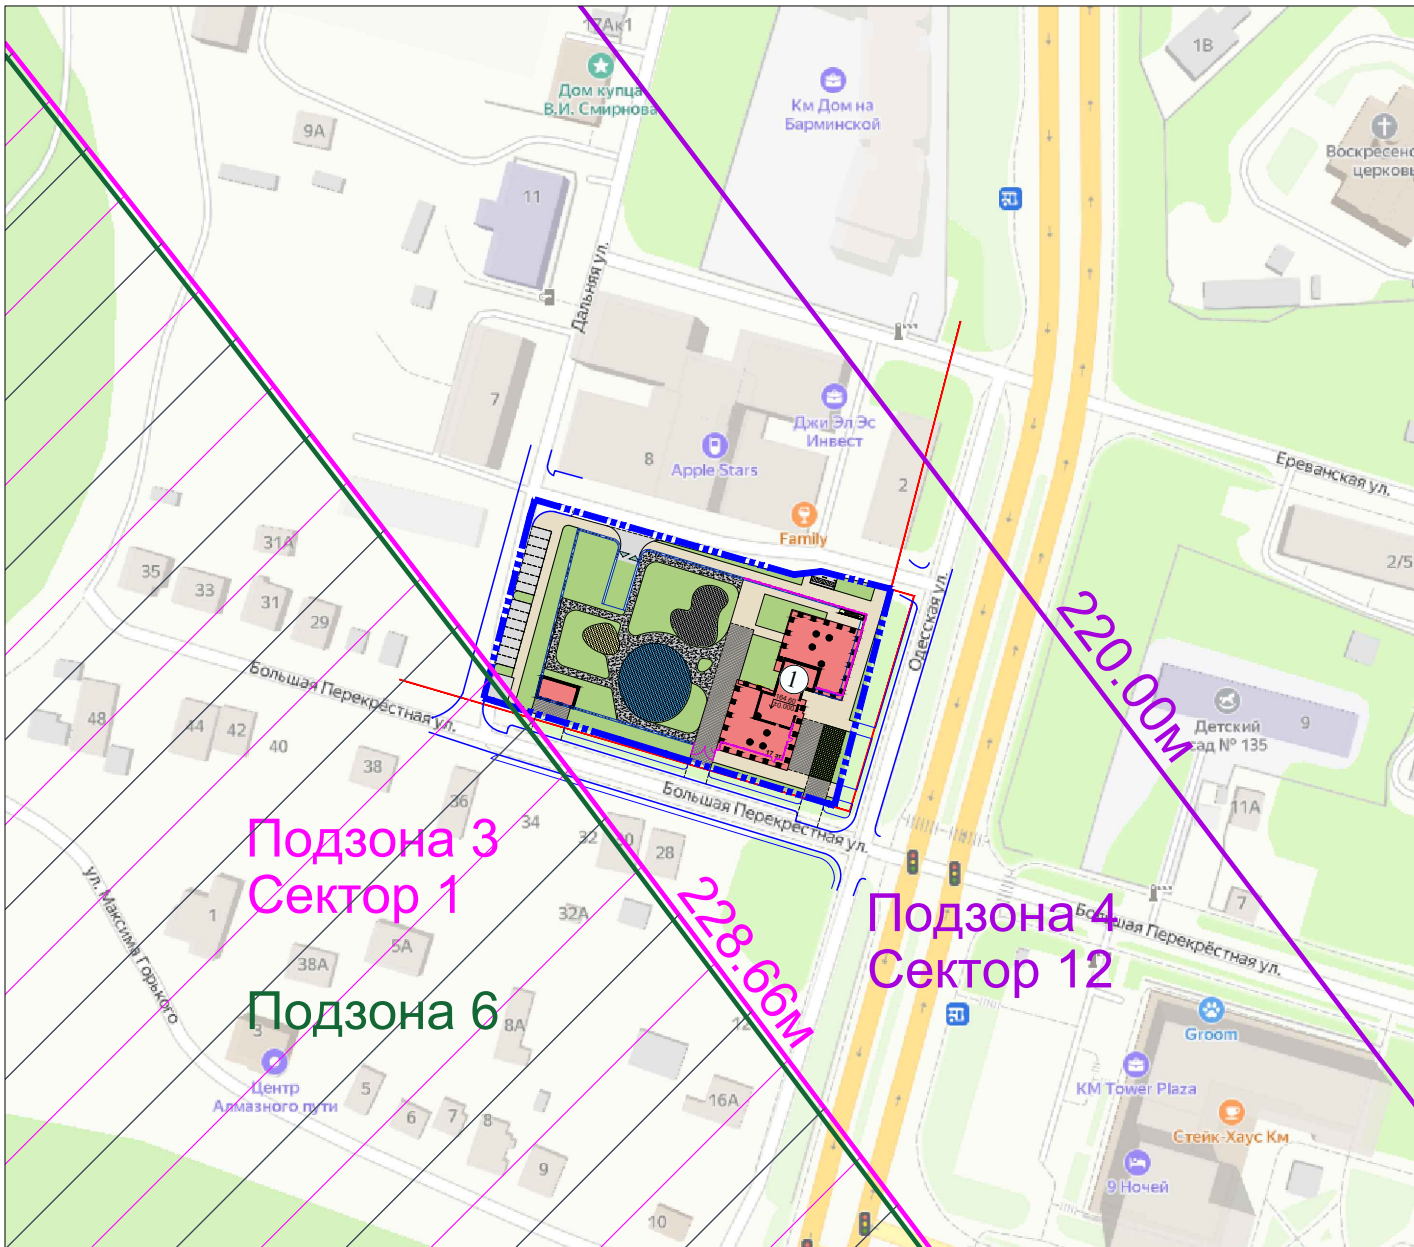 17Ак1
1В
Дом купца
В.И. Смирнова
Км Дом на
Барминской
9А
церковь
11
Дальняя ул.
7
Джи Эл Эс
Инвест
8
Apple Stars
2
Ереванская ул.
Family
31А
2/5
35
33
31
29
Одесская ул.
220.00м
1
Большая Перекрёстная ул.
48
44
42
40
38
Детский
сад № 135
9
36
34
32
30
28
Большая Перекрёстная ул.
11А
Подзона 3
Сектор 1
ул. Максима Горького
1
5А
38А
32А
228.66м
Подзона 4
Сектор 12
7
Большая Перекрёстная ул.
Подзона 6
3
8А
12
Groom
Центр
Алмазного пути
5
6
7
8
9
16А
10
KM Tower Plaza
Стейк-Хаус Км
9 Ночей